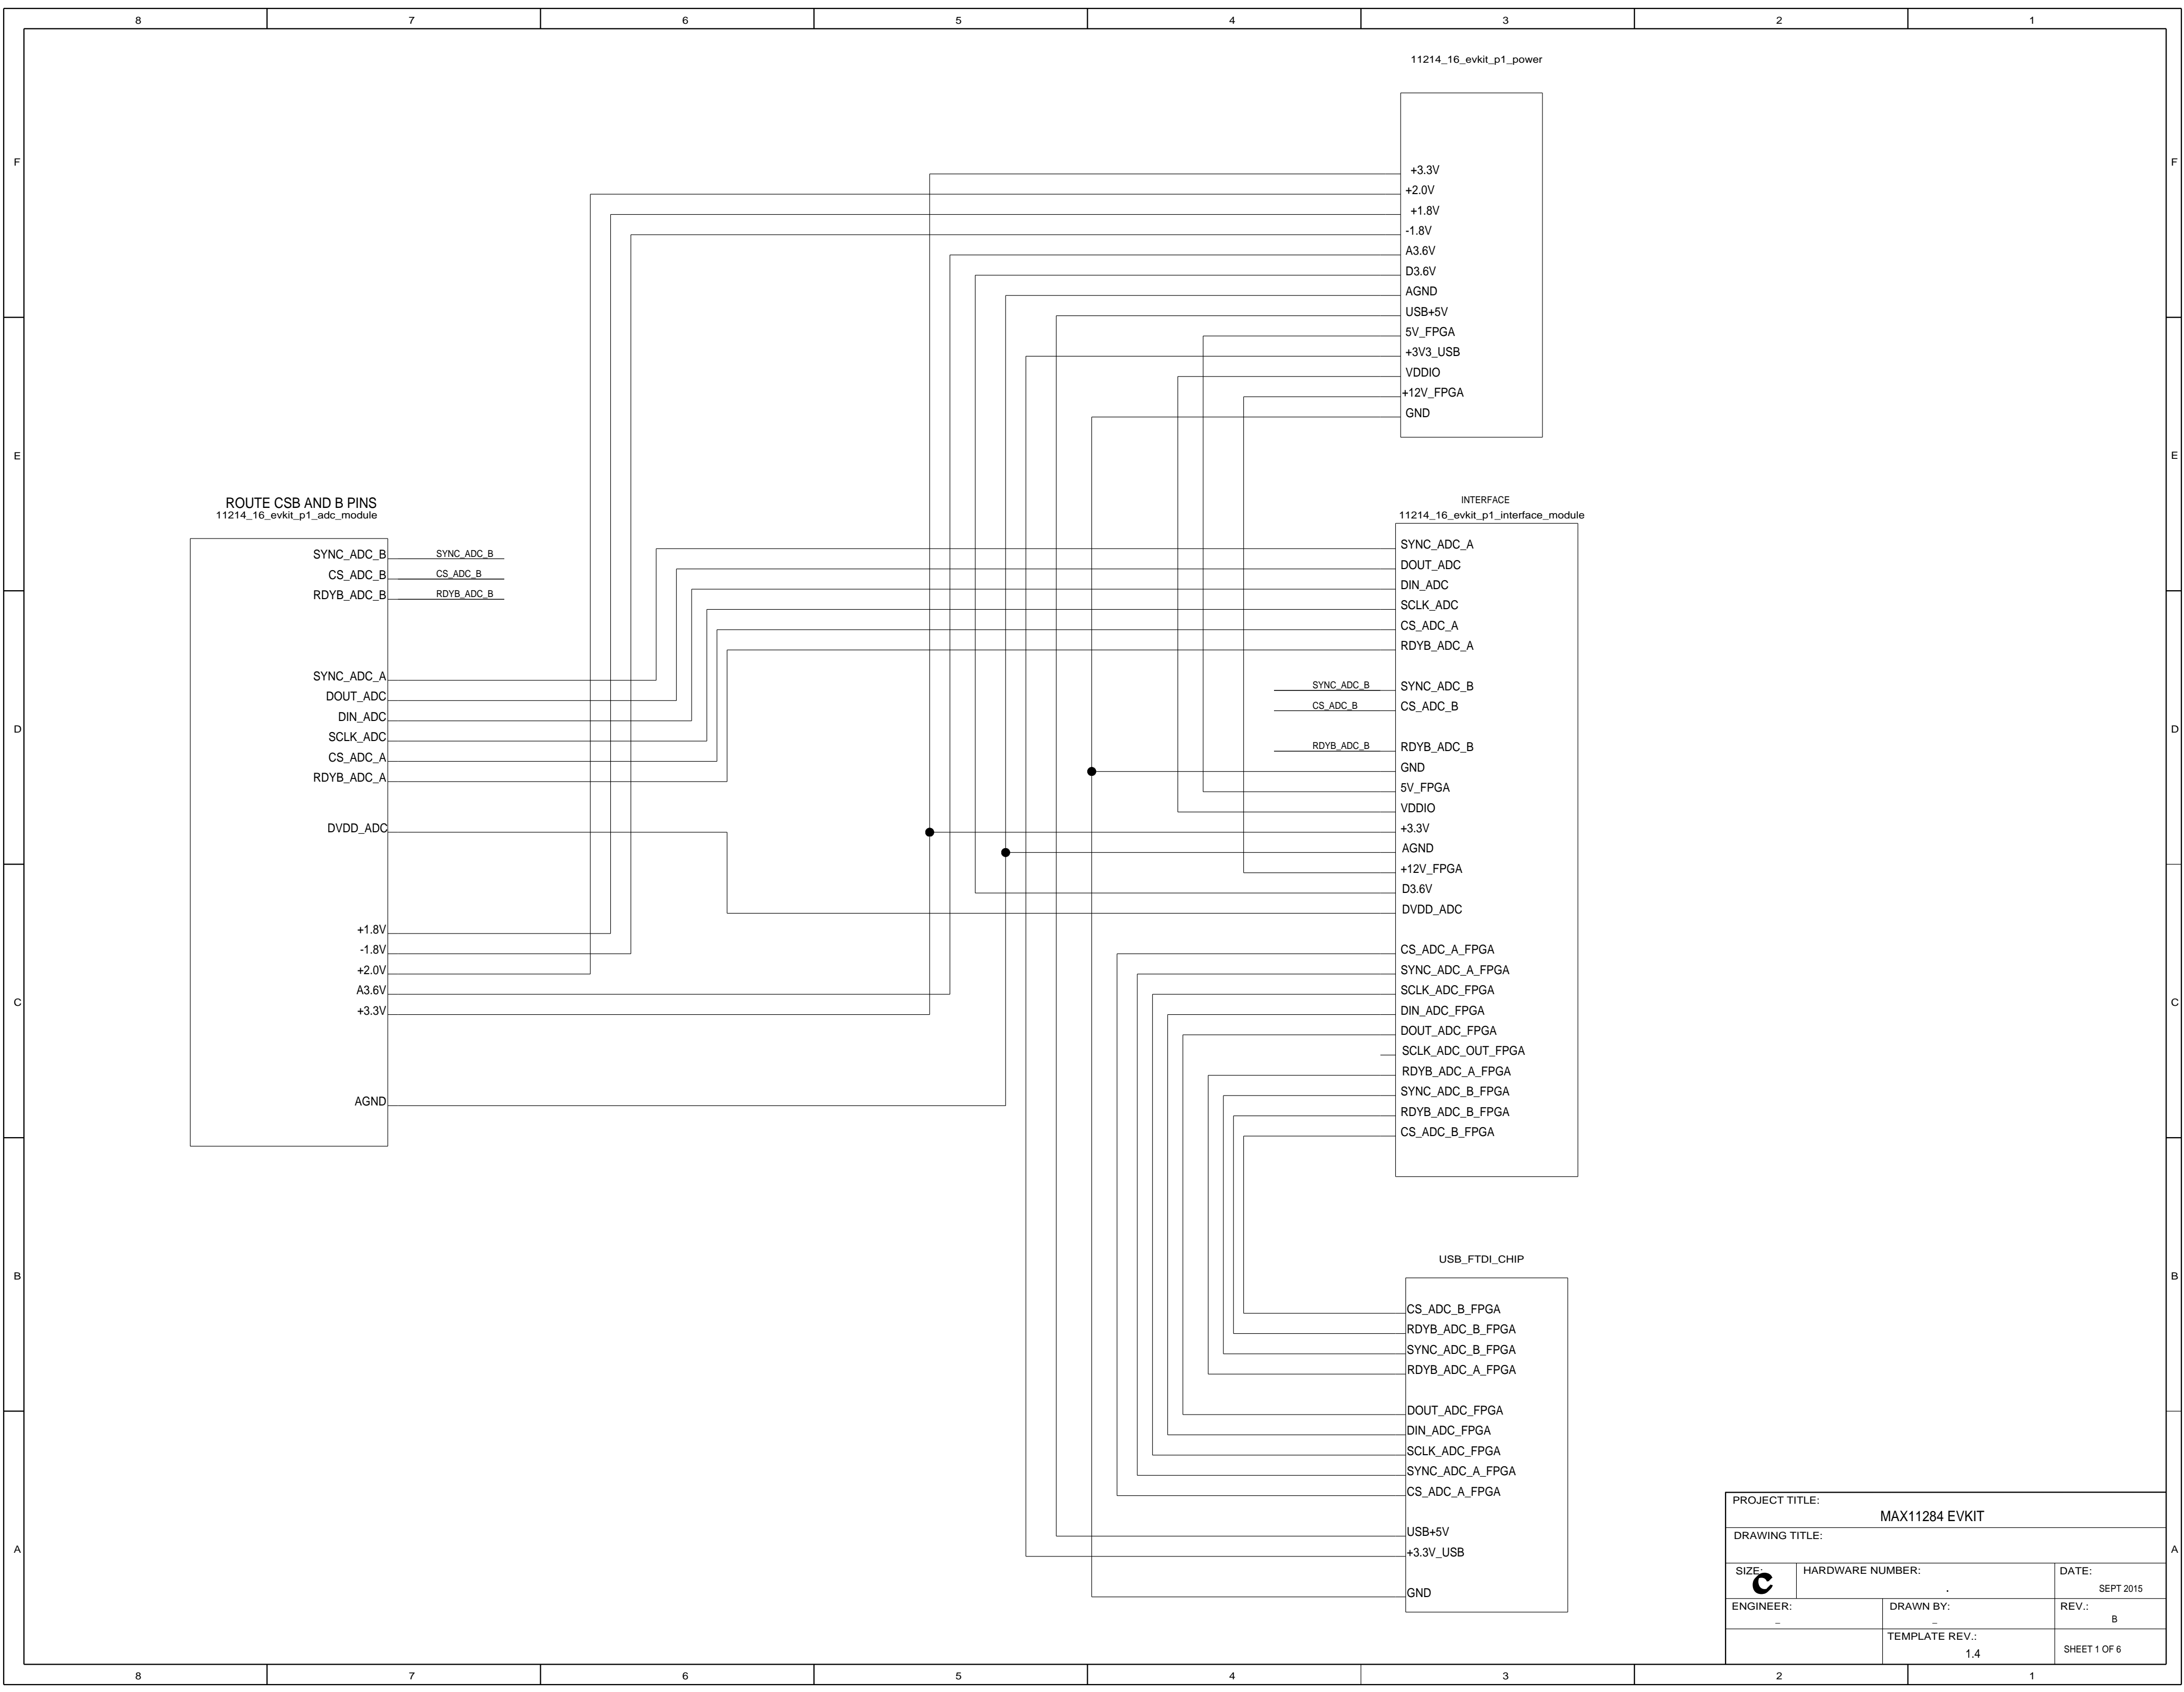 8 7 6 5 4 3 2 1
11214_16_evkit_p1_power
F F
+3.3V
+2.0V
+1.8V
-1.8V
A3.6V
D3.6V
AGND
USB+5V
5V_FPGA
+3V3_USB
VDDIO
+12V_FPGA
GND
E E
ROUTE CSB AND B PINS
11214_16_evkit_p1_adc_module
SYNC_ADC_B SYNC_ADC_B
CS_ADC_B CS_ADC_B
RDYB_ADC_B RDYB_ADC_B
SYNC_ADC_A
DOUT_ADC
DIN_ADC
SCLK_ADC
CS_ADC_A
RDYB_ADC_A
DVDD_ADC
+1.8V
-1.8V
+2.0V
A3.6V
+3.3V
AGND
INTERFACE
11214_16_evkit_p1_interface_module
SYNC_ADC_A
DOUT_ADC
DIN_ADC
SCLK_ADC
CS_ADC_A
RDYB_ADC_A
SYNC_ADC_B SYNC_ADC_B
CS_ADC_B CS_ADC_B
RDYB_ADC_B RDYB_ADC_B
GND
5V_FPGA
VDDIO
+3.3V
AGND
+12V_FPGA
D3.6V
DVDD_ADC
CS_ADC_A_FPGA
SYNC_ADC_A_FPGA
SCLK_ADC_FPGA
DIN_ADC_FPGA
DOUT_ADC_FPGA
SCLK_ADC_OUT_FPGA
RDYB_ADC_A_FPGA
SYNC_ADC_B_FPGA
RDYB_ADC_B_FPGA
CS_ADC_B_FPGA
D D
C C
B B
USB_FTDI_CHIP
CS_ADC_B_FPGA
RDYB_ADC_B_FPGA
SYNC_ADC_B_FPGA
RDYB_ADC_A_FPGA
DOUT_ADC_FPGA
DIN_ADC_FPGA
SCLK_ADC_FPGA
SYNC_ADC_A_FPGA
CS_ADC_A_FPGA
USB+5V
+3.3V_USB
GND
A A
PROJECT TITLE:
MAX11284 EVKIT
DRAWING TITLE:
SIZE: HARDWARE NUMBER: DATE:
C . SEPT 2015
ENGINEER: DRAWN BY: REV.:
_ _ B
TEMPLATE REV.:
1.4 SHEET 1 OF 6
8 7 6 5 4 3 2 1